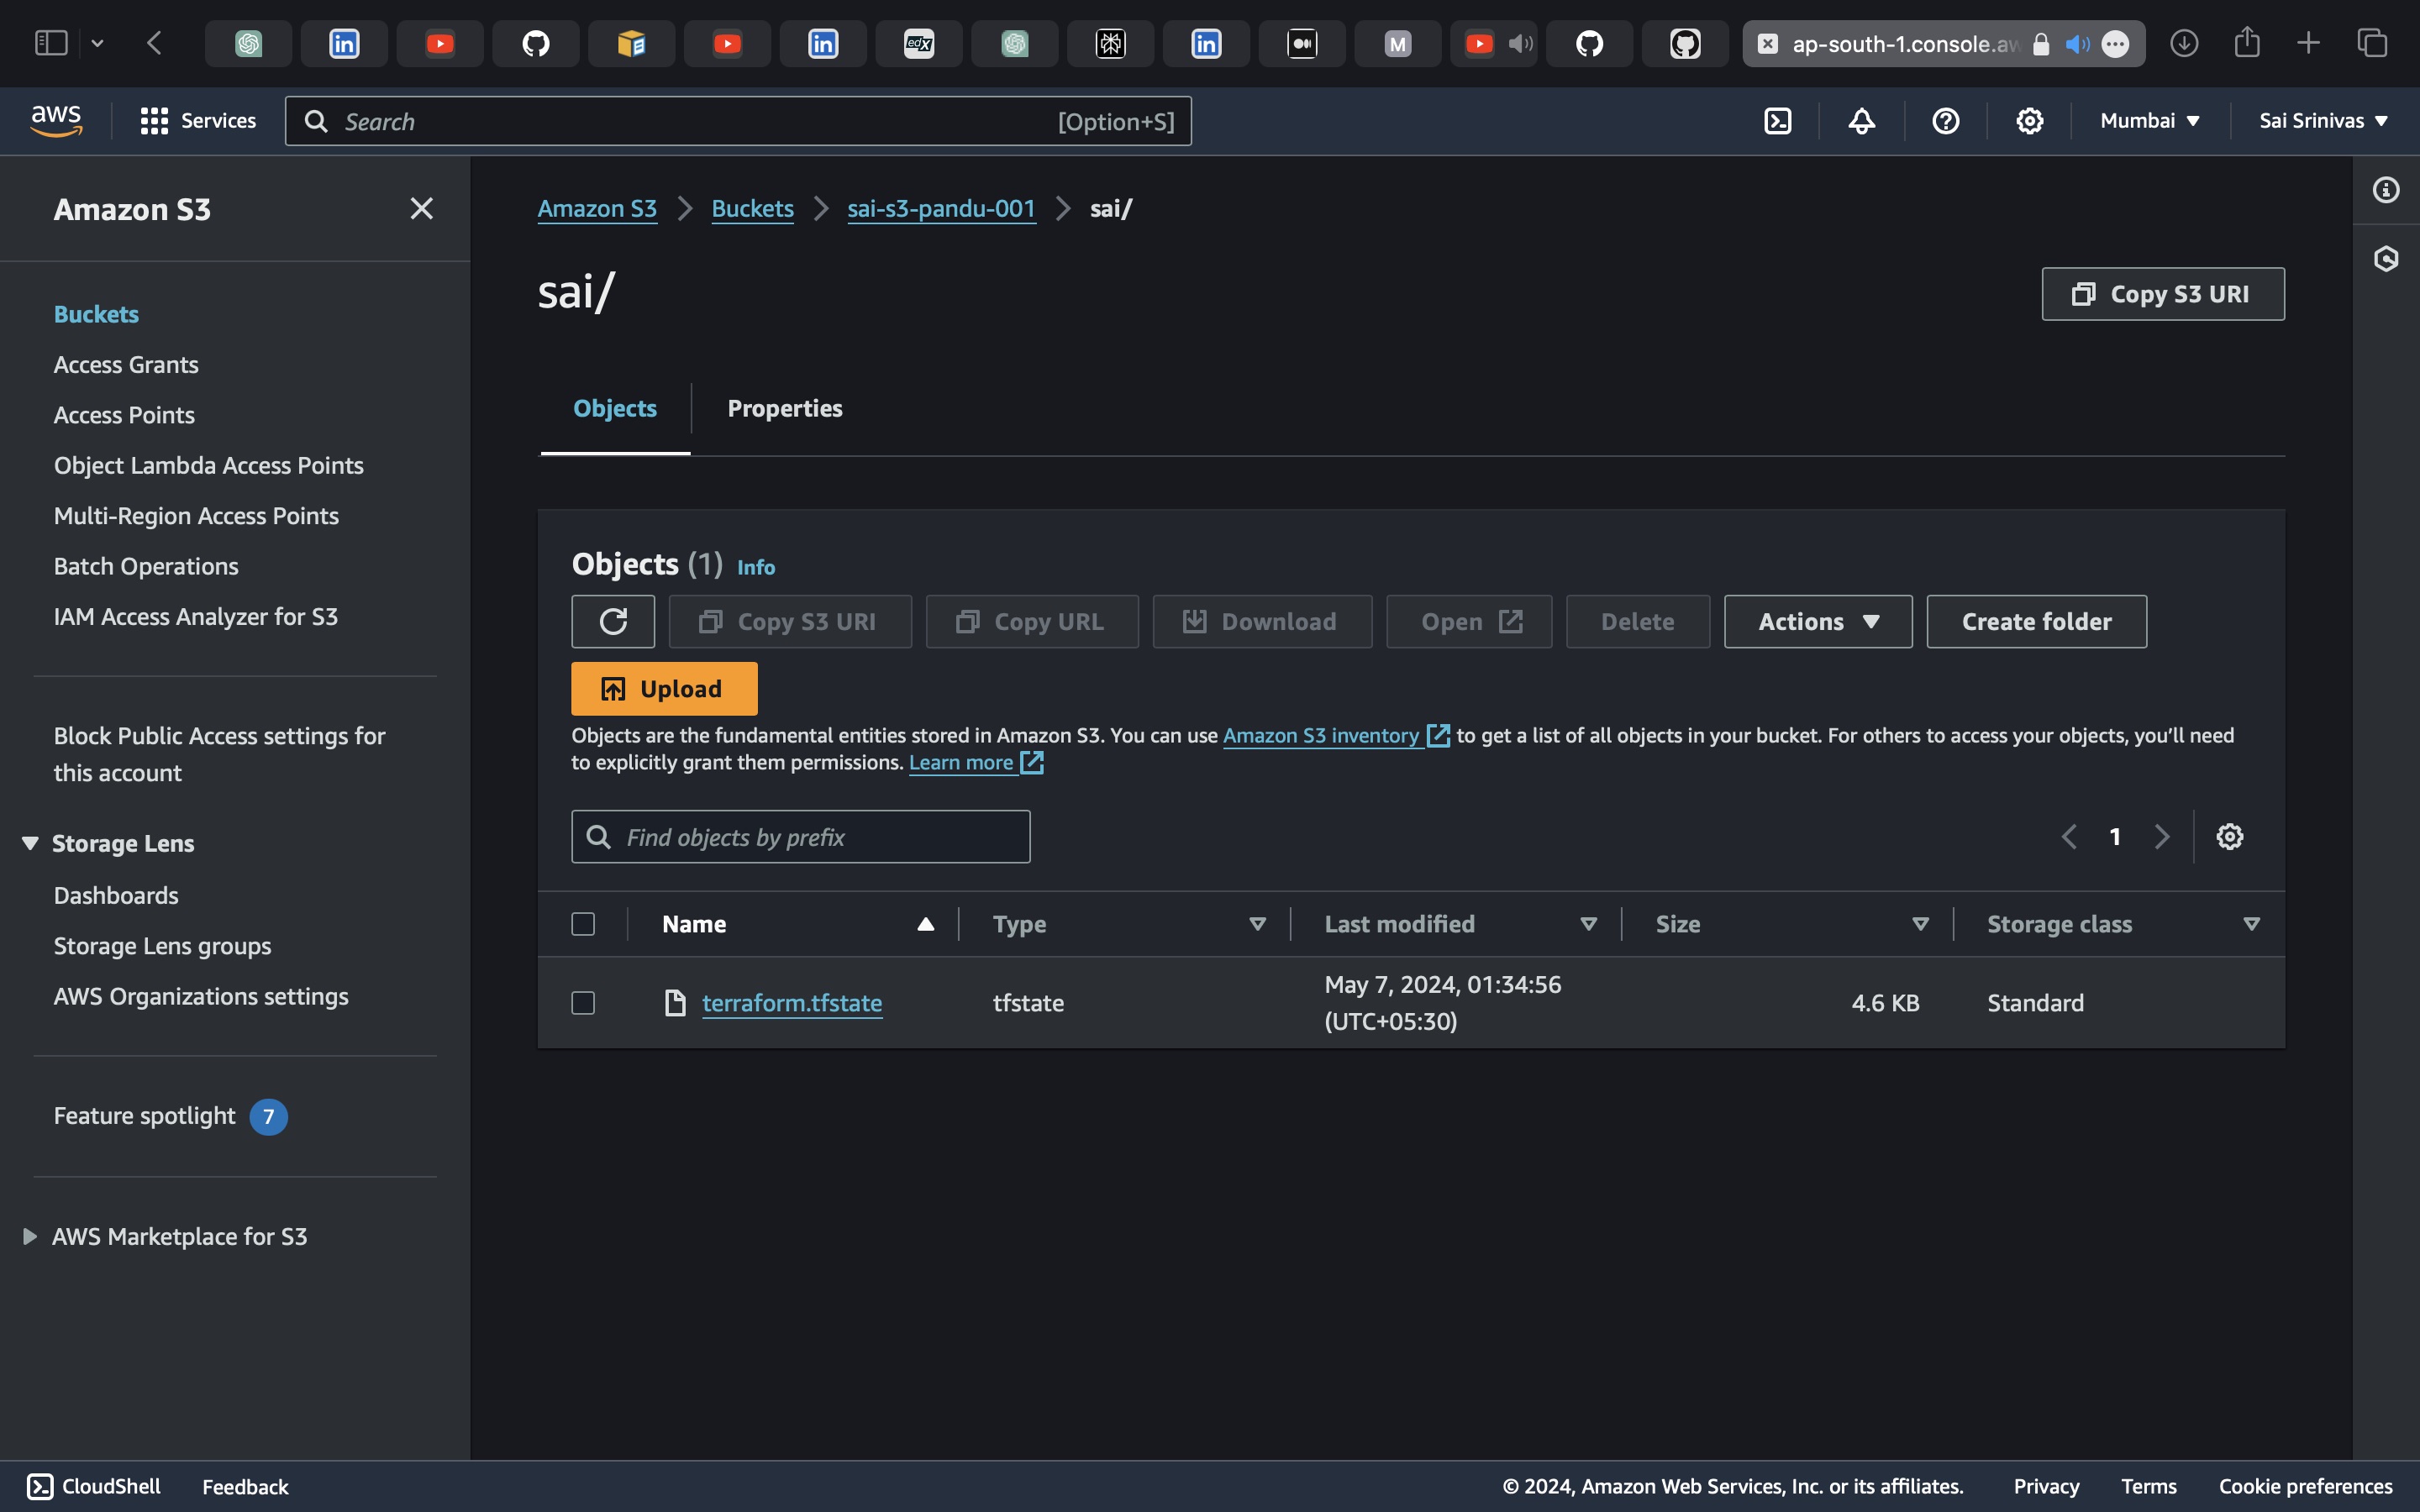 ap-south-1.console.aw
aws
Services
Search
[Option+S]
Mumbai
Sai Srinivas
Amazon S3
Buckets
Access Grants
Access Points
Object Lambda Access Points
Multi-Region Access Points
Batch Operations
IAM Access Analyzer for S3
Block Public Access settings for
this account
Storage Lens
Dashboards
Storage Lens groups
AWS Organizations settings
Feature spotlight 7
AWS Marketplace for S3
Amazon S3 Buckets sai-s3-pandu-001 sai/
sai/
Copy S3 URI
Objects Properties
Objects (1) Info
Copy S3 URI Copy URL Download Open Delete Actions Create folder
Upload
Objects are the fundamental entities stored in Amazon S3. You can use Amazon S3 inventory to get a list of all objects in your bucket. For others to access your objects, you'll need
to explicitly grant them permissions. Learn more
Find objects by prefix
1
Name Type Last modified Size Storage class
terraform.tfstate tfstate May 7, 2024, 01:34:56 4.6 KB Standard
(UTC+05:30)
CloudShell Feedback © 2024, Amazon Web Services, Inc. or its affiliates. Privacy Terms Cookie preferences